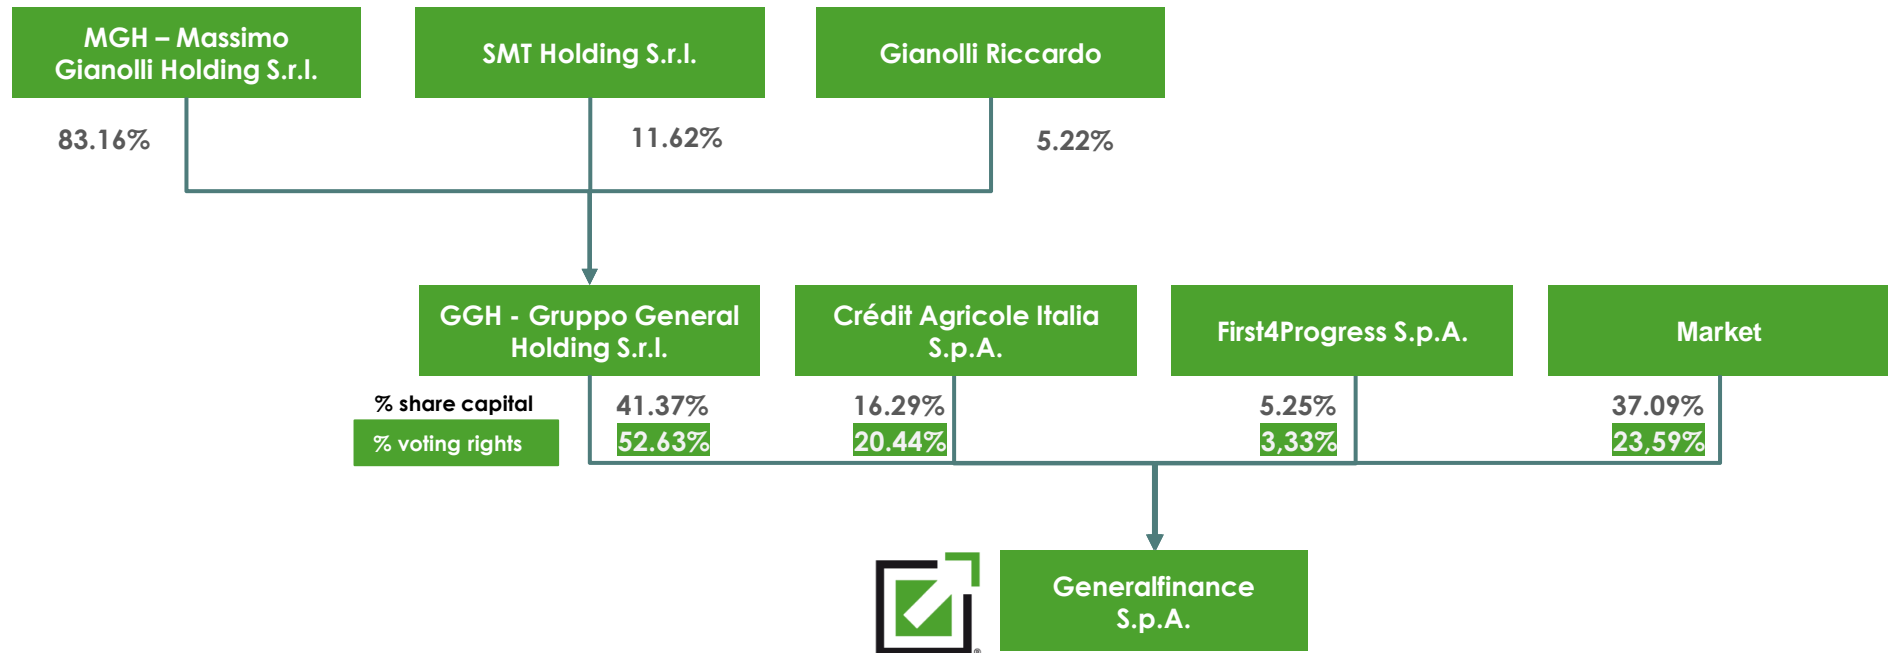 MGH – Massimo
Gianolli Holding S.r.l.
SMT Holding S.r.l.
Gianolli Riccardo
83.16%
11.62%
5.22%
GGH - Gruppo General
Holding S.r.l.
Crédit Agricole Italia
S.p.A.
First4Progress S.p.A.
Market
% share capital
41.37%
16.29%
5.25%
37.09%
% voting rights
52.63%
20.44%
3,33%
23,59%
Generalfinance
S.p.A.
®